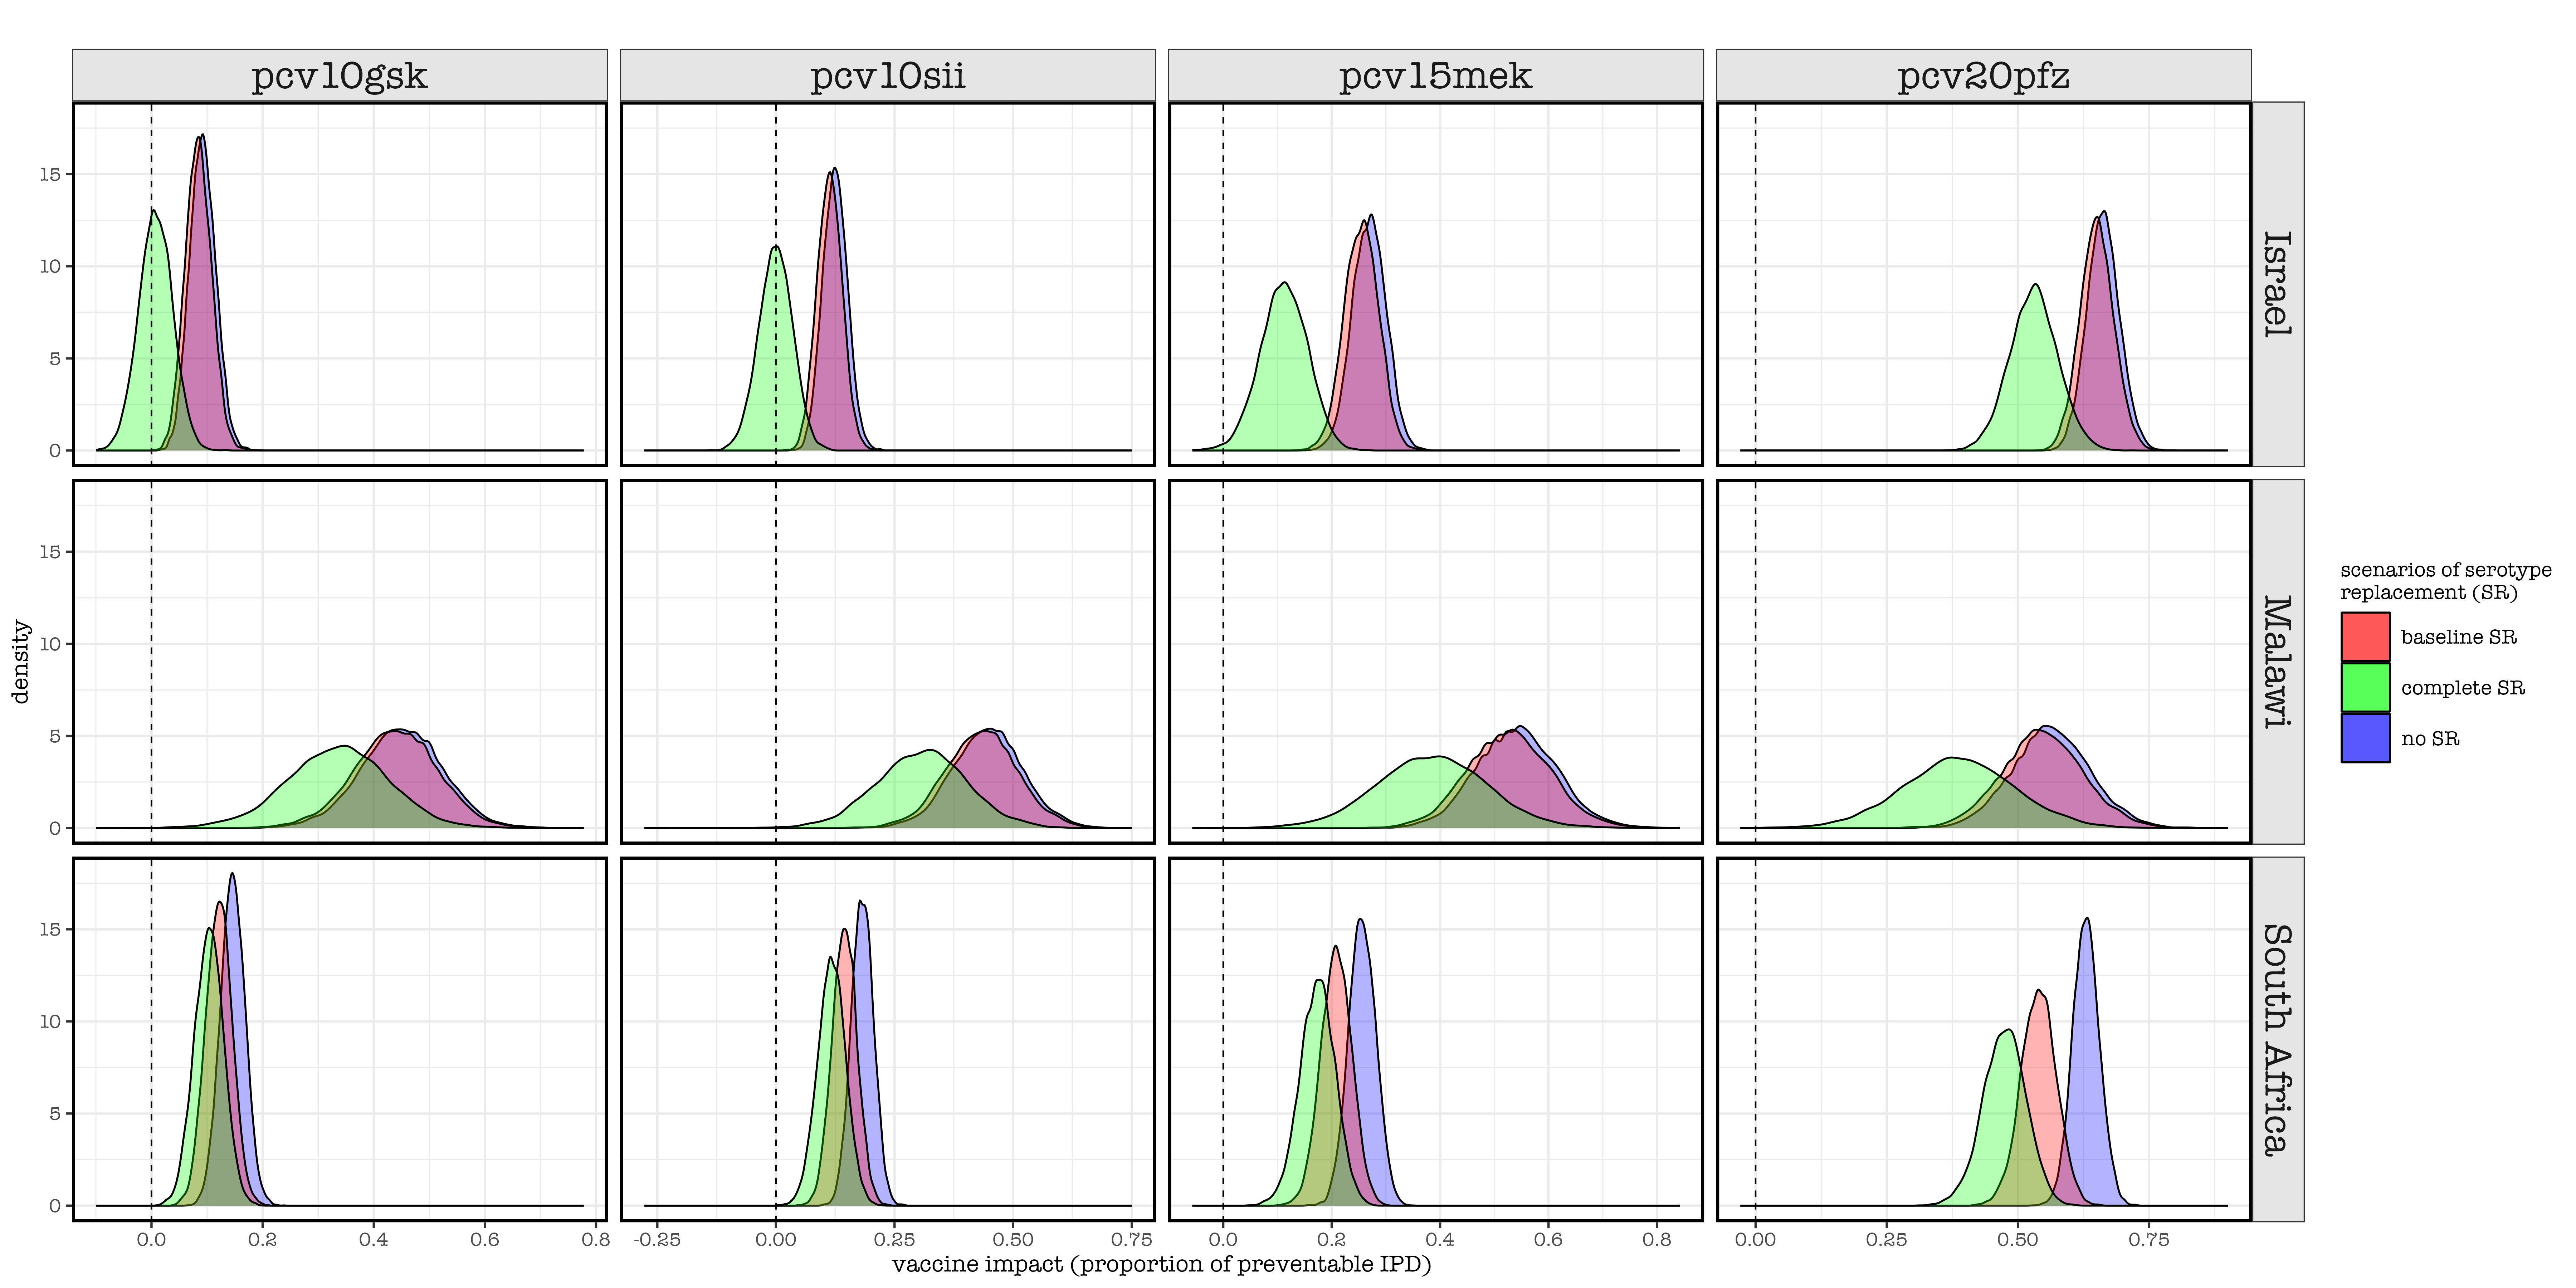 pcv10gsk pcv10sii pcv15mek pcv20pfz
15
10
5
0
Israel
15
10
5
0
Malawi
15
10
5
0
South Africa
density
0.0 0.2 0.4 0.6 0.8 -0.25 0.00 0.25 0.50 0.75 0.0 0.2 0.4 0.6 0.8 0.00 0.25 0.50 0.75
vaccine impact (proportion of preventable IPD)
scenarios of serotype
replacement (SR)
baseline SR
complete SR
no SR